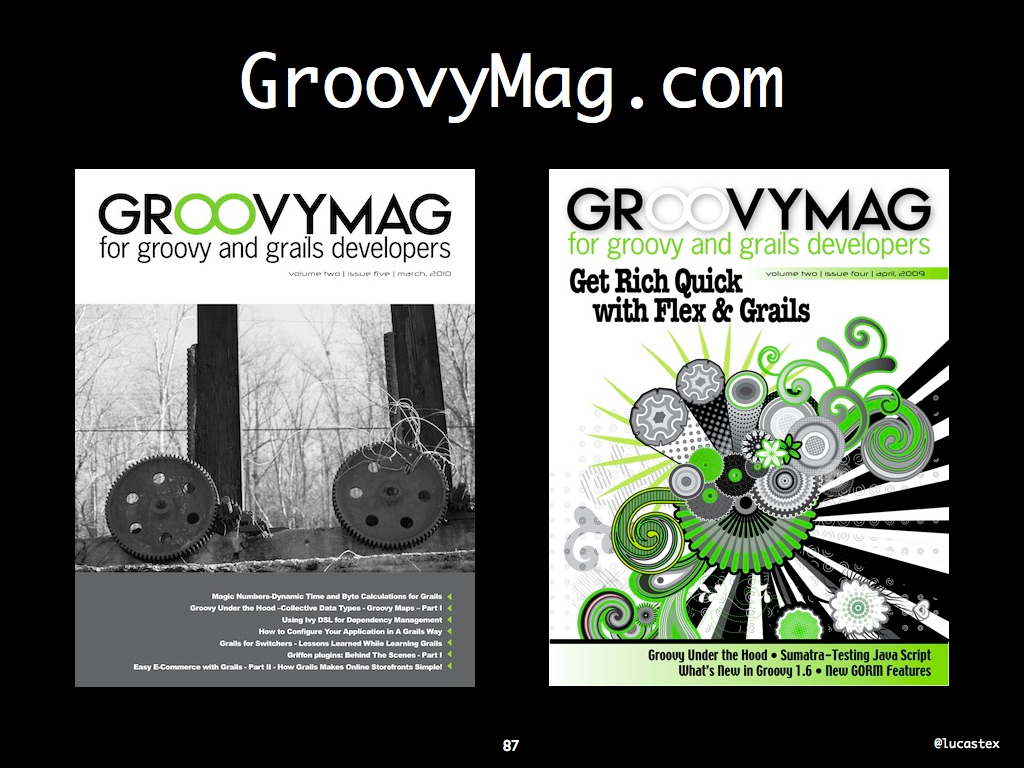 GroovyMag.com
GROOVYMAG
for groovy and grails developers
volume two | issue five | march, 2010
Magic Numbers-Dynamic Time and Byte Calculations for Grails
Groovy Under the Hood –Collective Data Types - Groovy Maps – Part I
Using Ivy DSL for Dependency Management
How to Configure Your Application in A Grails Way
Grails for Switchers - Lessons Learned While Learning Grails
Griffon plugins: Behind The Scenes - Part I
Easy E-Commerce with Grails - Part II - How Grails Makes Online Storefronts Simple!
GROOVYMAG
for groovy and grails developers
volume two | issue four | april, 2009
Get Rich Quick
with Flex & Grails
Groovy Under the Hood • Sumatra–Testing Java Script
What's New in Groovy 1.6 • New GORM Features
87
@lucastex